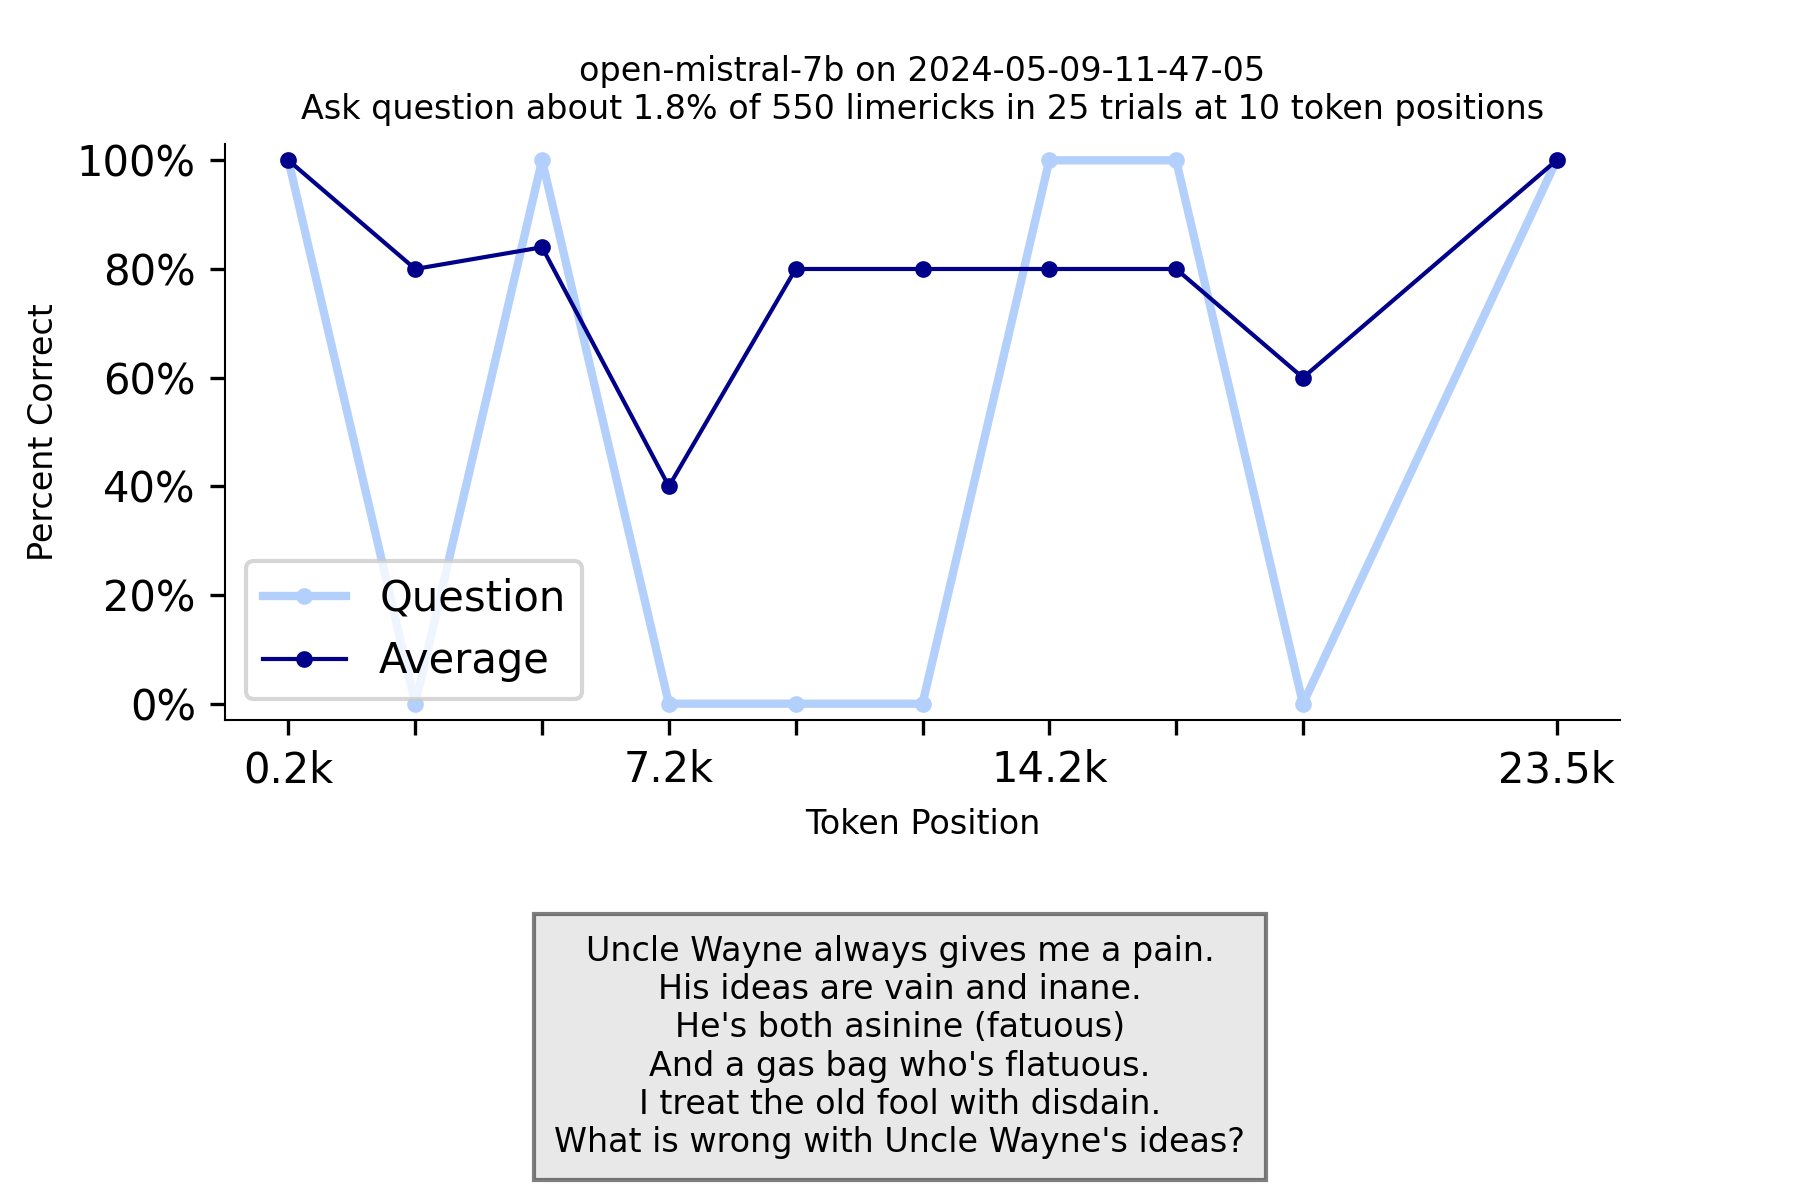 open-mistral-7b on 2024-05-09-11-47-05
Ask question about 1.8% of 550 limericks in 25 trials at 10 token positions
100%
80%
60%
40%
20%
0%
Percent Correct
Question
Average
0.2k
7.2k
14.2k
23.5k
Token Position
Uncle Wayne always gives me a pain.
His ideas are vain and inane.
He's both asinine (fatuous)
And a gas bag who's flatuous.
I treat the old fool with disdain.
What is wrong with Uncle Wayne's ideas?